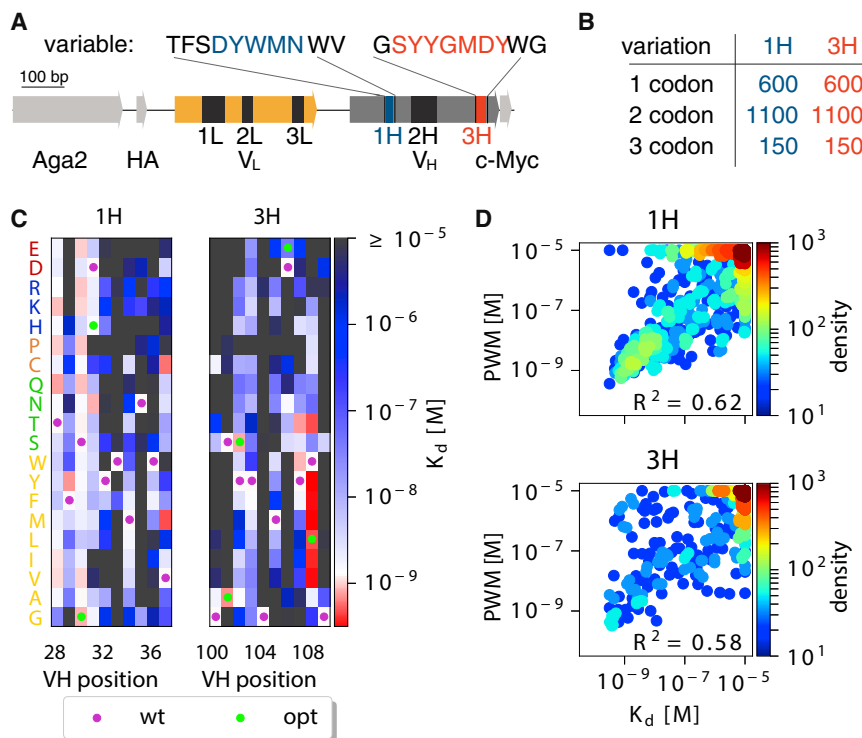 A
variable: TFSDYWMNWV GSYYGMDYWG
100 bp
1L 2L 3L 1H 2H 3H
Aga2 HA V_L V_H c-Myc
B
variation 1H 3H
1 codon 600 600
2 codon 1100 1100
3 codon 150 150
C
1H 3H
E
D
R
K
H
P
C
Q
N
T
S
W
Y
F
M
L
I
V
A
G
28 32 36
VH position
100 104 108
VH position
≥ 10^-5
10^-6
10^-7
10^-8
10^-9
K_d [M]
wt opt
D
1H
10^-5
10^-7
10^-9
PWM [M]
R^2 = 0.62
10^3
10^2
10^1
density
3H
10^-5
10^-7
10^-9
PWM [M]
R^2 = 0.58
10^-9 10^-7 10^-5
K_d [M]
10^3
10^2
10^1
density